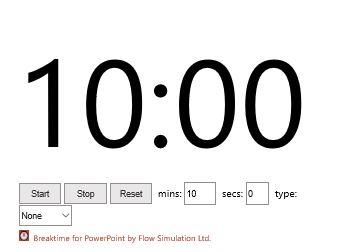 10:00
Start Stop Reset mins: 10 secs: 0 type:
None
Breaktime for PowerPoint by Flow Simulation Ltd.